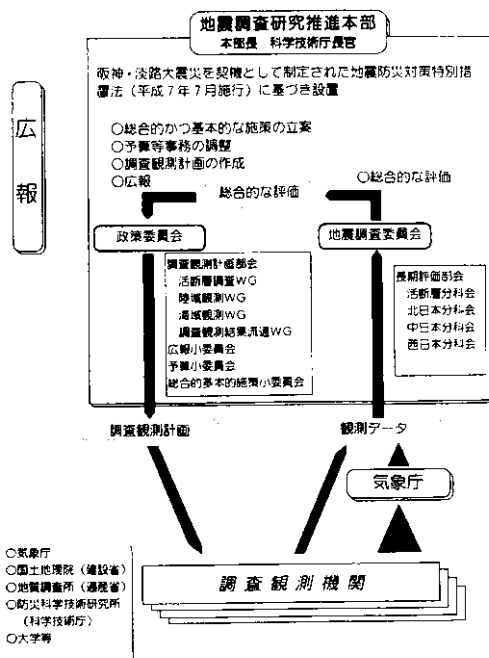 地震調査研究推進本部
本部長 科学技術庁長官
阪神・淡路大震災を契機として制定された地震防災対策特別措
置法（平成7年7月施行）に基づき設置
広報
○総合的かつ基本的な施策の立案
○予算等事務の調整
○調査観測計画の作成
○広報
総合的な評価
○総合的な評価
政策委員会
地震調査委員会
調査観測計画部会
活断層調査WG
陸域観測WG
海域観測WG
調査観測結果流通WG
広報小委員会
予算小委員会
総合的基本的施策小委員会
長期評価部会
活断層分科会
北日本分科会
中日本分科会
西日本分科会
調査観測計画
観測データ
気象庁
○気象庁
○国土地理院（建設省）
○地質調査所（通産省）
○防災科学技術研究所
（科学技術庁）
○大学等
調査観測機関